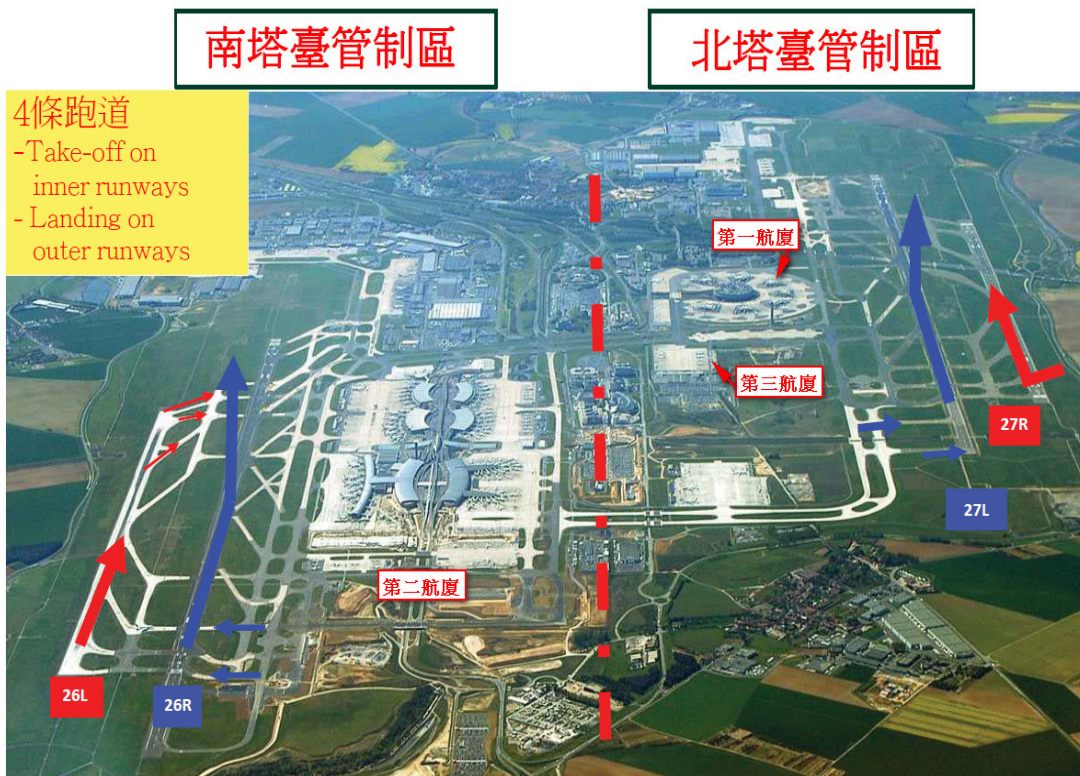 南塔臺管制區
北塔臺管制區
4條跑道
-Take-off on
inner runways
- Landing on
outer runways
第一航廈
第三航廈
27R
27L
第二航廈
26L
26R